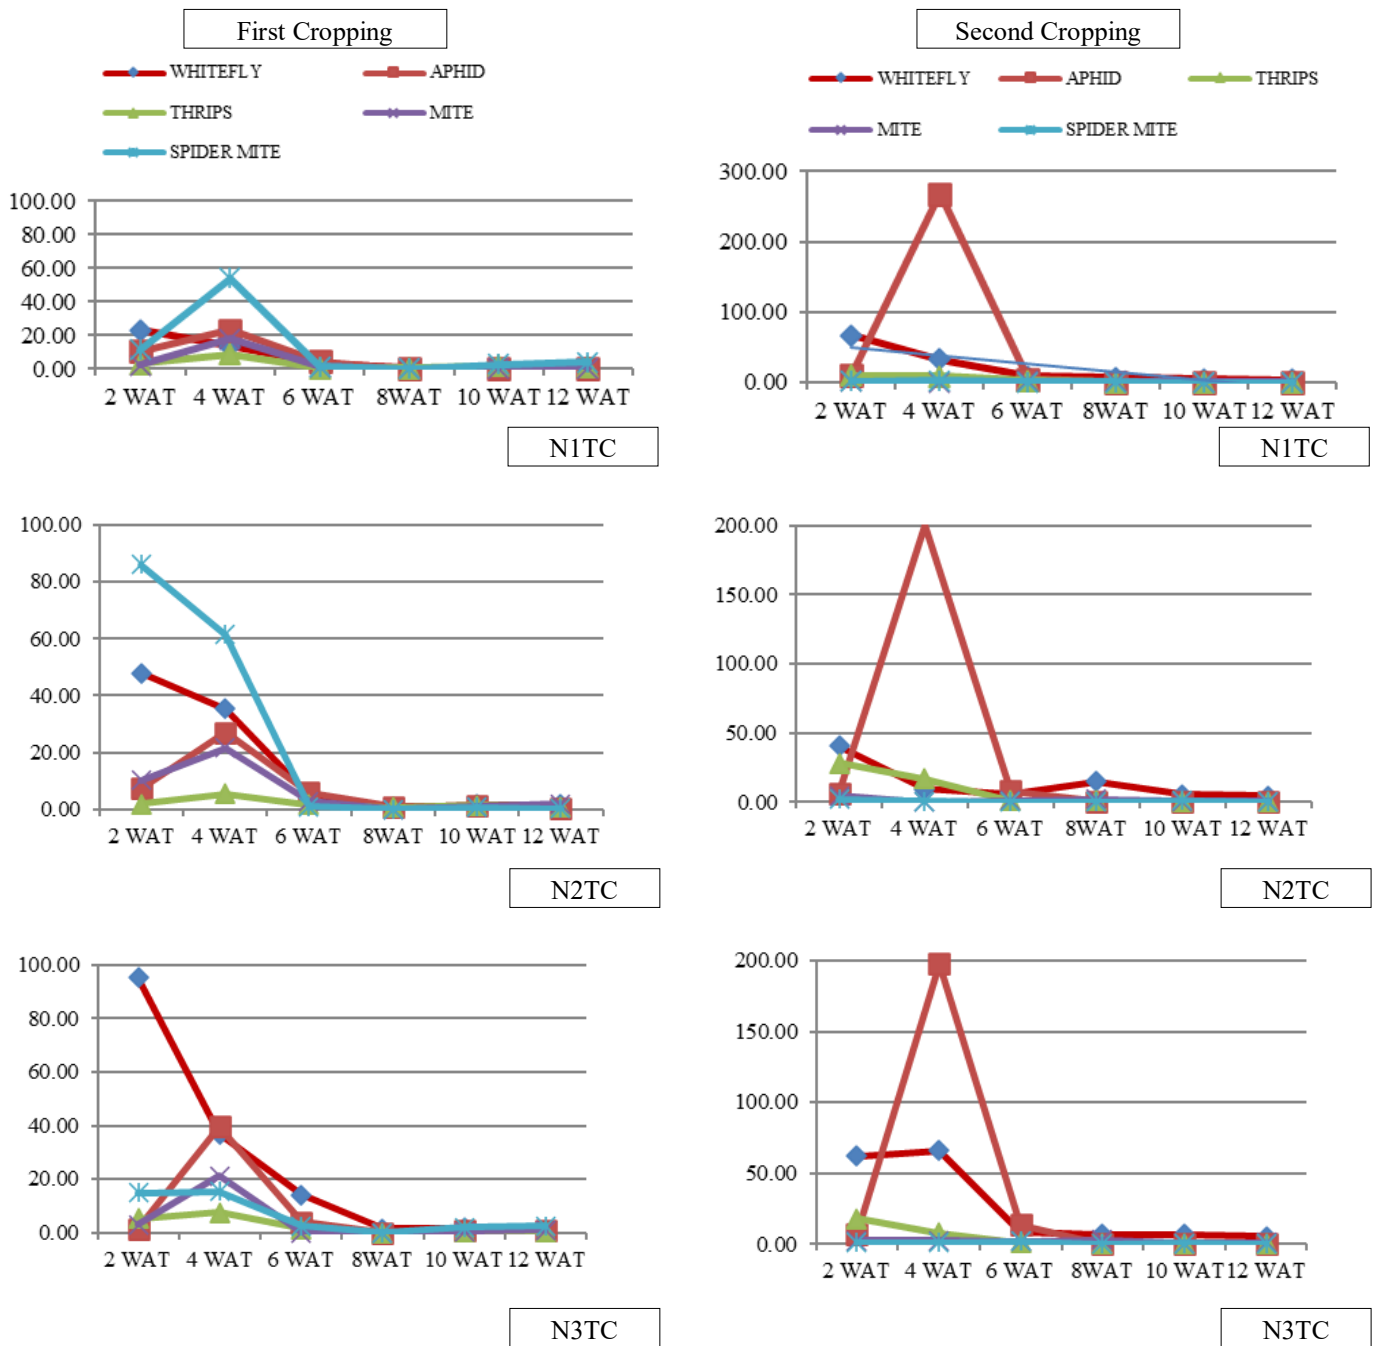 First Cropping
WHITEFLY APHID
THRIPS MITE
SPIDER MITE
100.00
80.00
60.00
40.00
20.00
0.00
2 WAT 4 WAT 6 WAT 8WAT 10 WAT 12 WAT
N1TC
Second Cropping
WHITEFLY APHID THRIPS
MITE SPIDER MITE
300.00
200.00
100.00
0.00
2 WAT 4 WAT 6 WAT 8WAT 10 WAT 12 WAT
N1TC
100.00
80.00
60.00
40.00
20.00
0.00
2 WAT 4 WAT 6 WAT 8WAT 10 WAT 12 WAT
N2TC
200.00
150.00
100.00
50.00
0.00
2 WAT 4 WAT 6 WAT 8WAT 10 WAT 12 WAT
N2TC
100.00
80.00
60.00
40.00
20.00
0.00
2 WAT 4 WAT 6 WAT 8WAT 10 WAT 12 WAT
N3TC
200.00
150.00
100.00
50.00
0.00
2 WAT 4 WAT 6 WAT 8WAT 10 WAT 12 WAT
N3TC